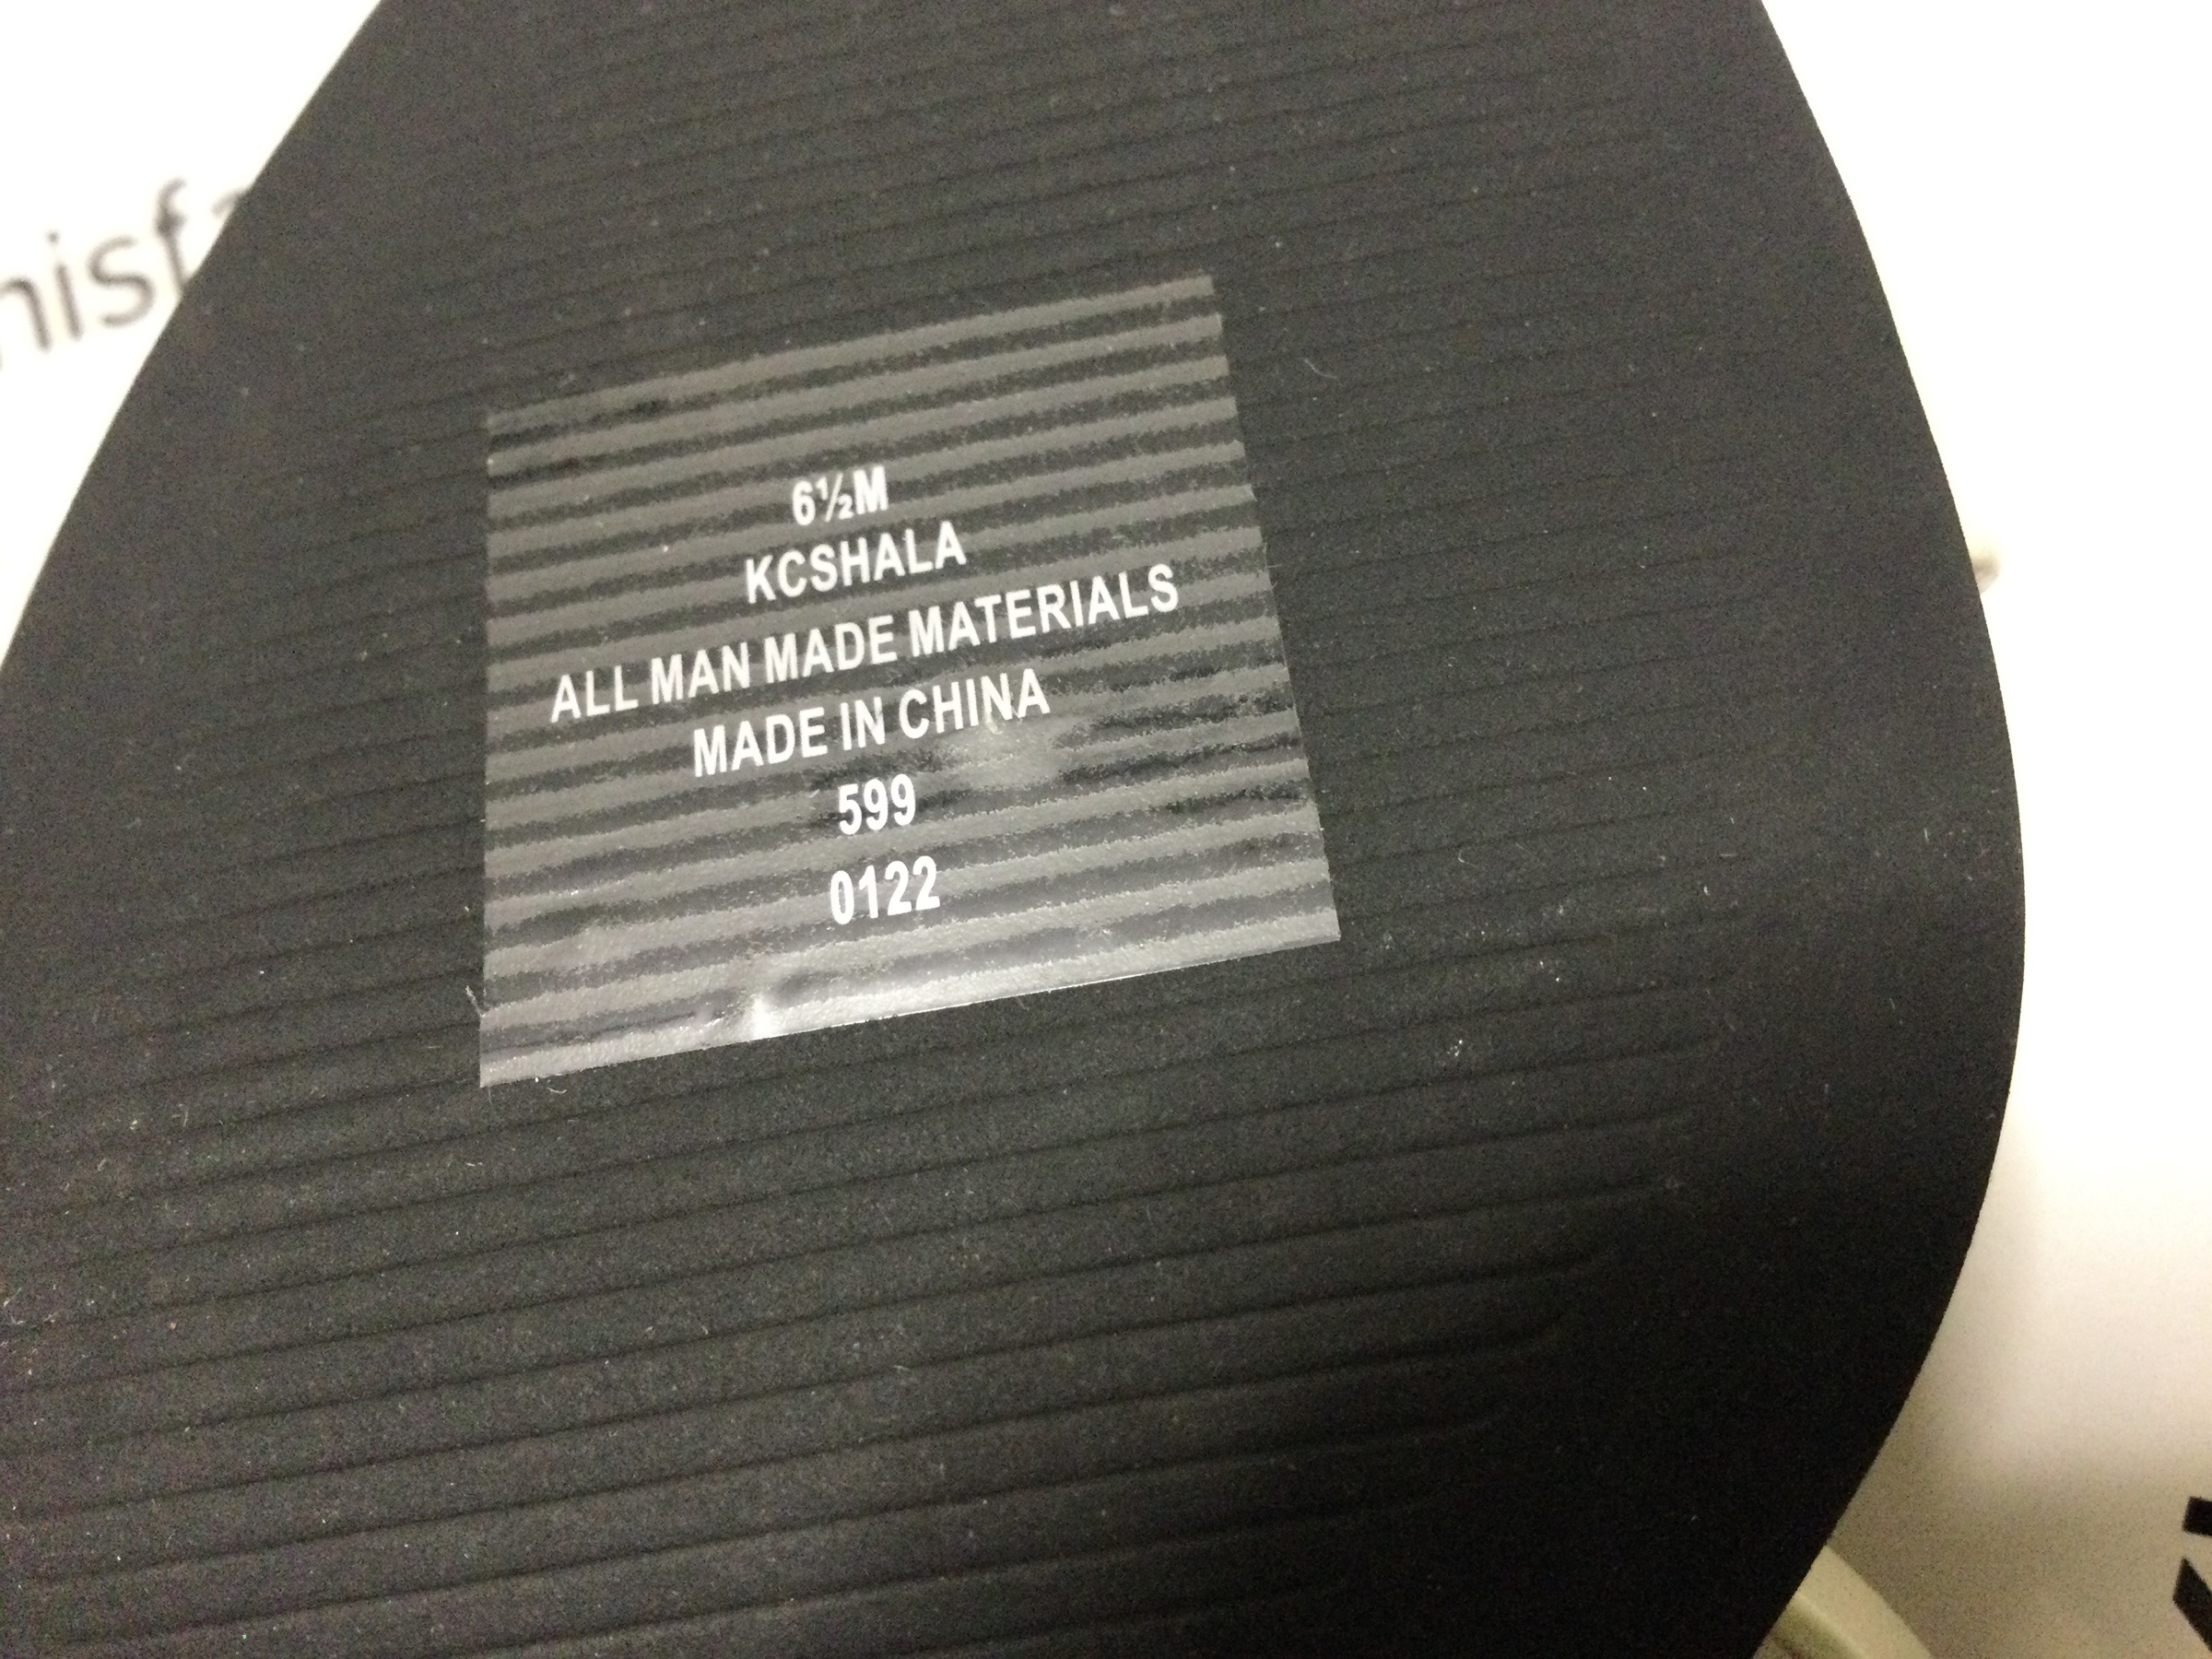 6½M
KCSHALA
ALL MAN MADE MATERIALS
MADE IN CHINA
599
0122